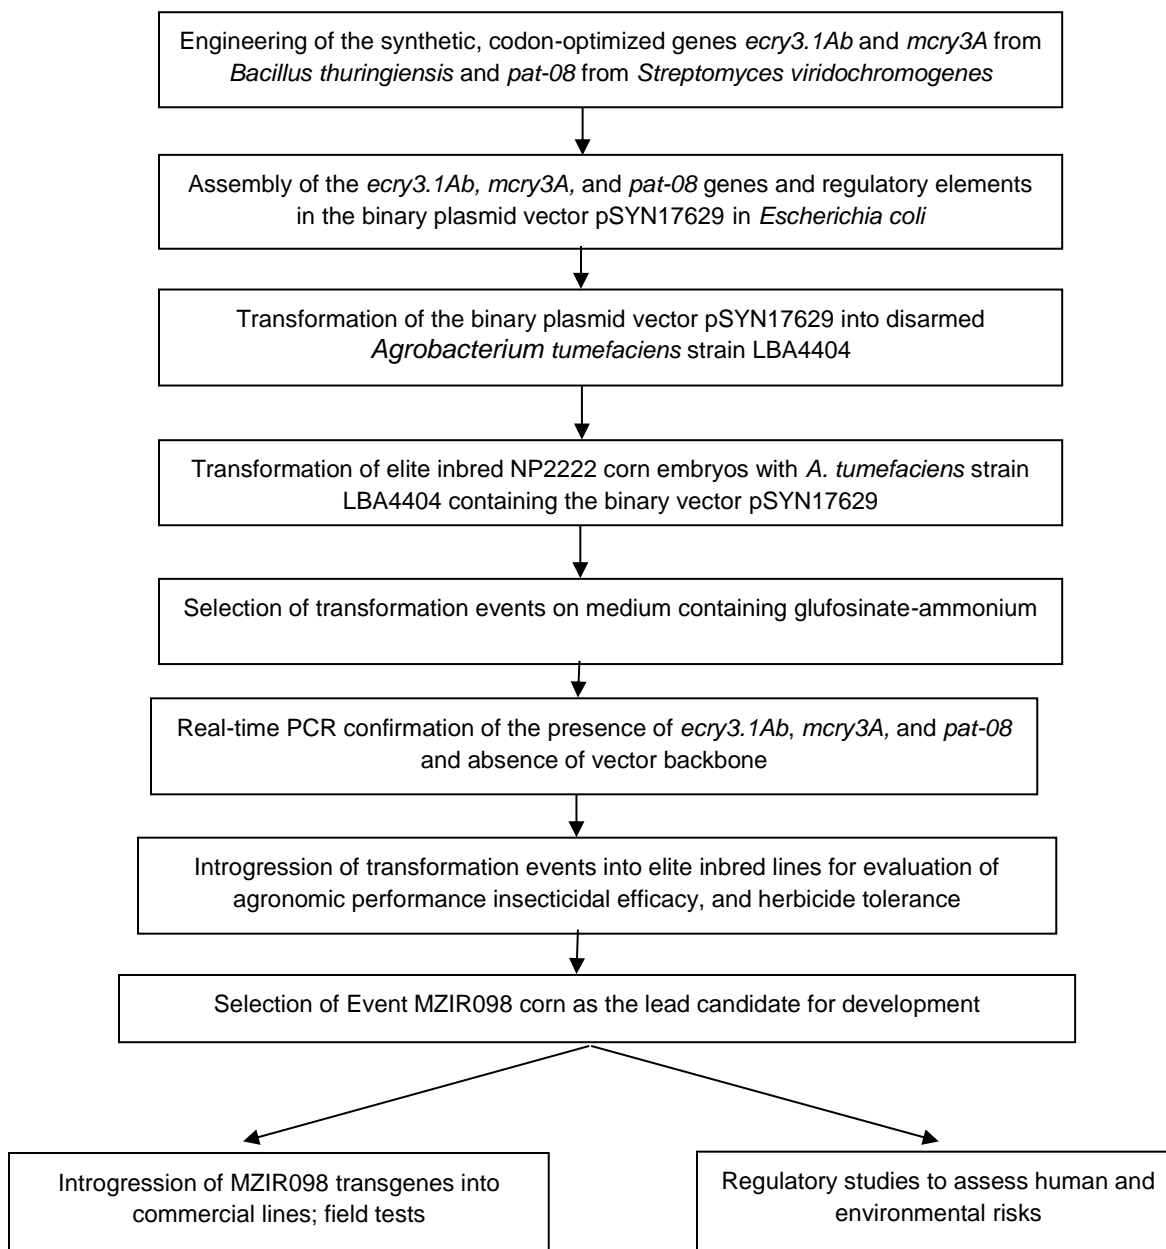 Engineering of the synthetic, codon-optimized genes ecry3.1Ab and mcry3A from
Bacillus thuringiensis and pat-08 from Streptomyces viridochromogenes
Assembly of the ecry3.1Ab, mcry3A, and pat-08 genes and regulatory elements
in the binary plasmid vector pSYN17629 in Escherichia coli
Transformation of the binary plasmid vector pSYN17629 into disarmed
Agrobacterium tumefaciens strain LBA4404
Transformation of elite inbred NP2222 corn embryos with A. tumefaciens strain
LBA4404 containing the binary vector pSYN17629
Selection of transformation events on medium containing glufosinate-ammonium
Real-time PCR confirmation of the presence of ecry3.1Ab, mcry3A, and pat-08
and absence of vector backbone
Introgression of transformation events into elite inbred lines for evaluation of
agronomic performance insecticidal efficacy, and herbicide tolerance
Selection of Event MZIR098 corn as the lead candidate for development
Introgression of MZIR098 transgenes into
commercial lines; field tests
Regulatory studies to assess human and
environmental risks